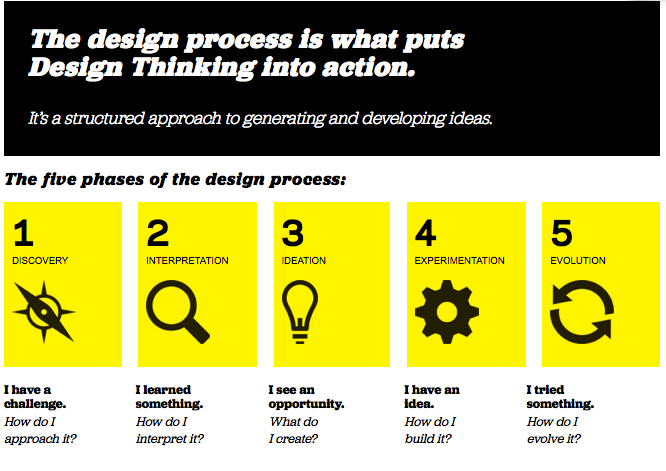 The design process is what puts
Design Thinking into action.
It's a structured approach to generating and developing ideas.
The five phases of the design process:
1
DISCOVERY
2
INTERPRETATION
3
IDEATION
4
EXPERIMENTATION
5
EVOLUTION
I have a
challenge.
How do I
approach it?
I learned
something.
How do I
interpret it?
I see an
opportunity.
What do
I create?
I have an
idea.
How do I
build it?
I tried
something.
How do I
evolve it?